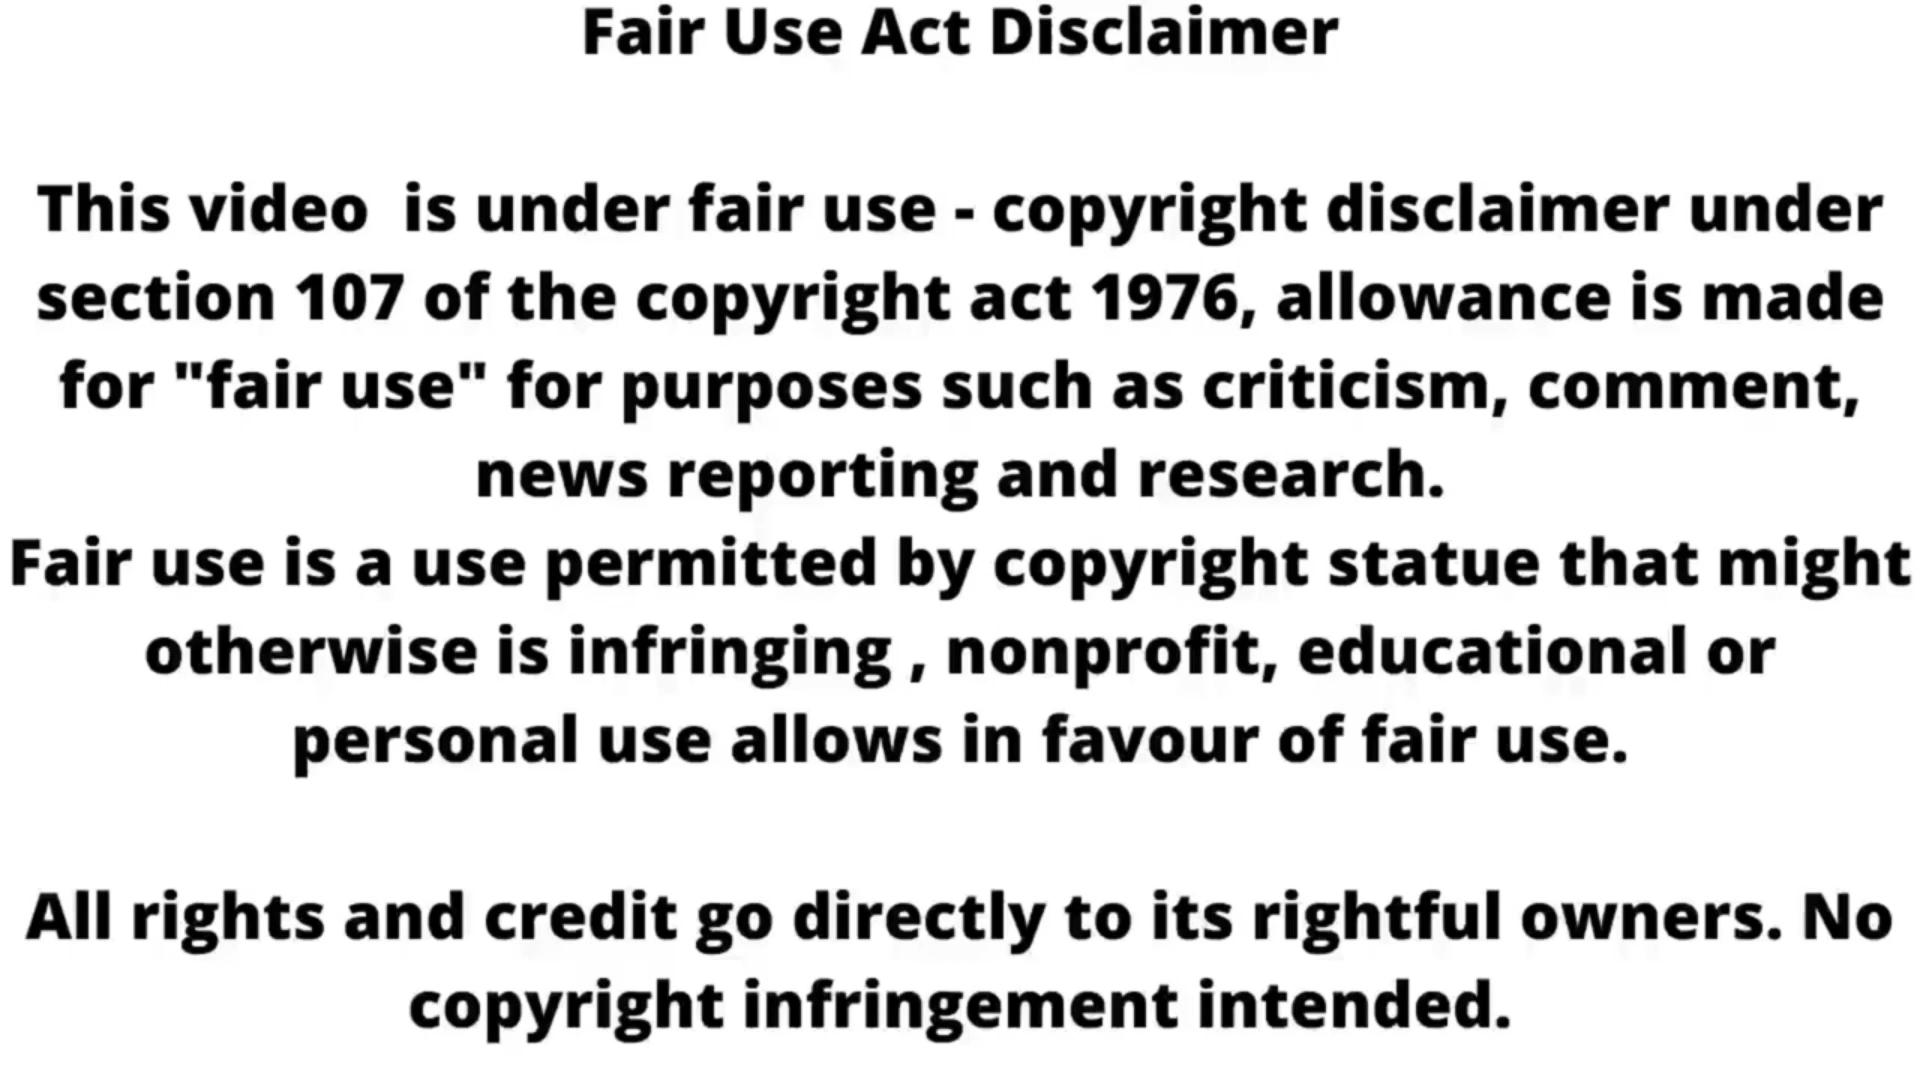 Fair Use Act Disclaimer
This video  is under fair use - copyright disclaimer under
section 107 of the copyright act 1976, allowance is made
for "fair use" for purposes such as criticism, comment,
news reporting and research.
Fair use is a use permitted by copyright statue that might
otherwise is infringing , nonprofit, educational or
personal use allows in favour of fair use.
All rights and credit go directly to its rightful owners. No
copyright infringement intended.